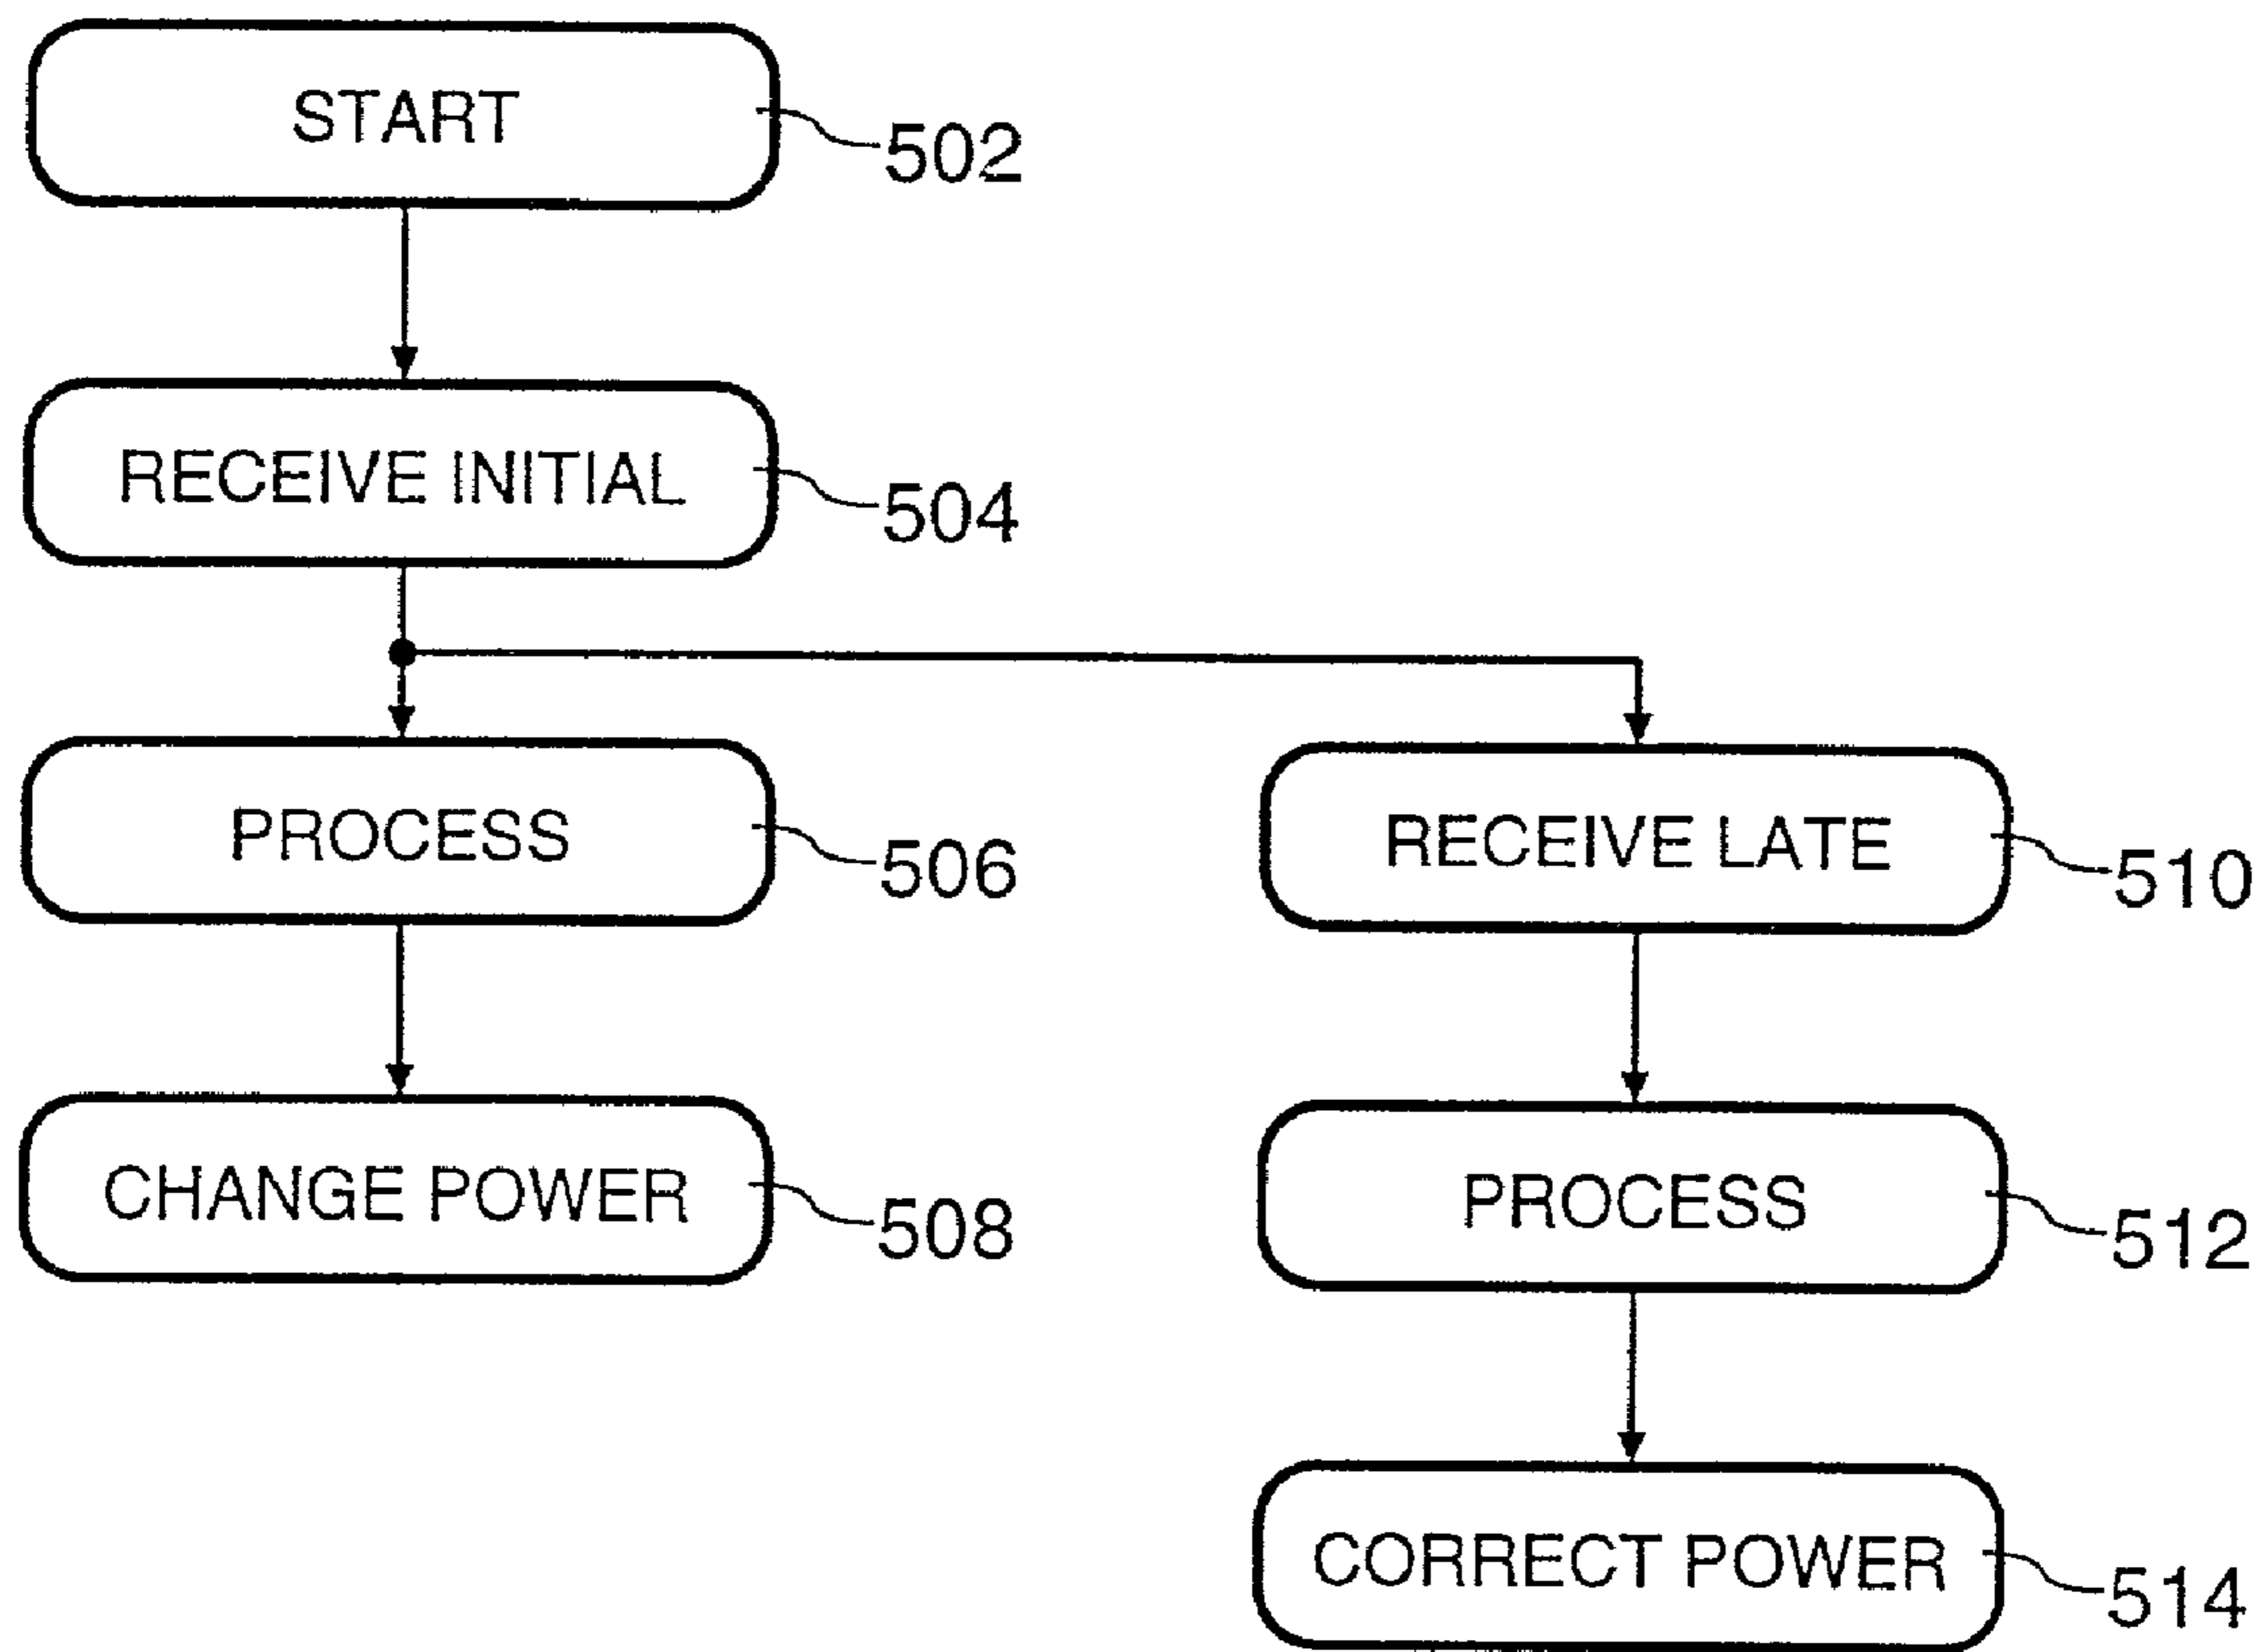 START
502
RECEIVE INITIAL
504
PROCESS
506
RECEIVE LATE
510
CHANGE POWER
508
PROCESS
512
CORRECT POWER
514